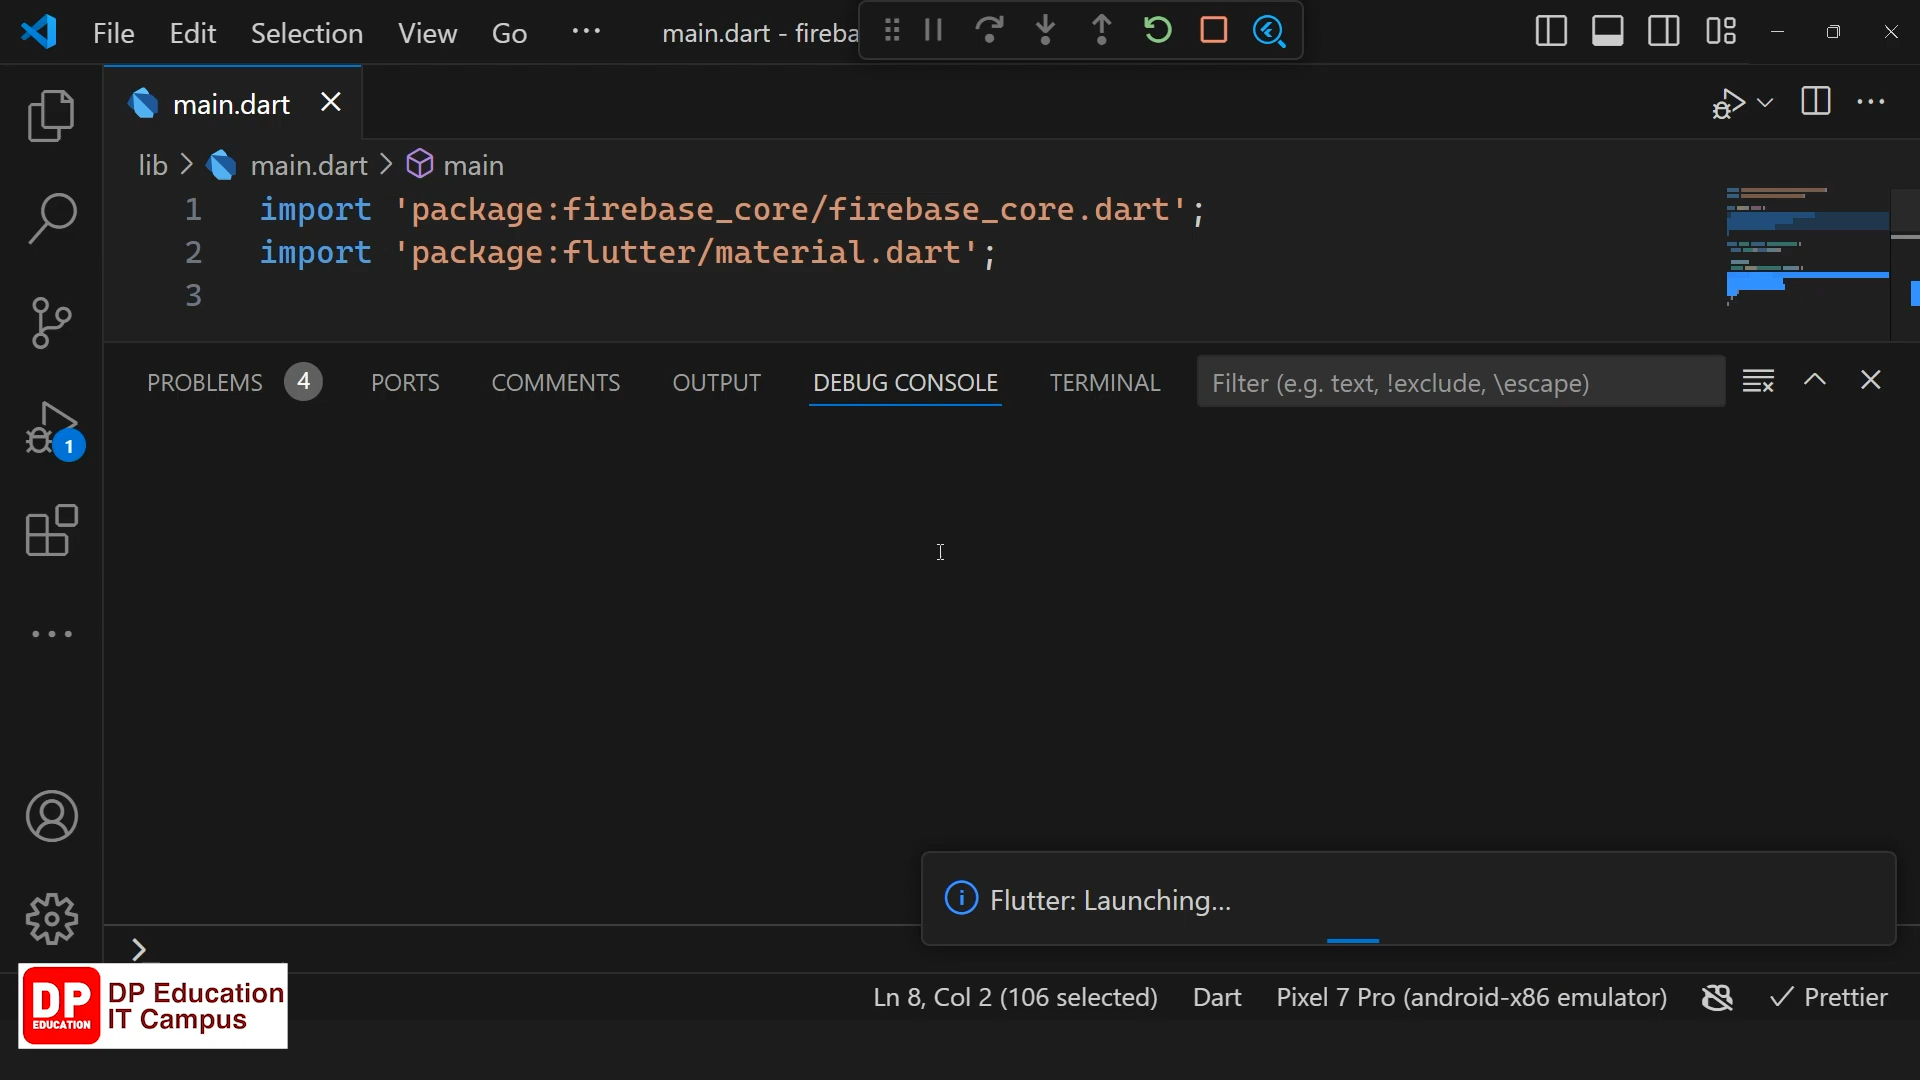 File Edit Selection View Go ··· main.dart - fireba
main.dart
lib > main.dart > main
1 import 'package:firebase_core/firebase_core.dart';
2 import 'package:flutter/material.dart';
3
PROBLEMS 4 PORTS COMMENTS OUTPUT DEBUG CONSOLE TERMINAL Filter (e.g. text, !exclude, \escape)
1
Flutter: Launching...
>
DP EDUCATION
DP Education
IT Campus
Ln 8, Col 2 (106 selected) Dart Pixel 7 Pro (android-x86 emulator) Prettier